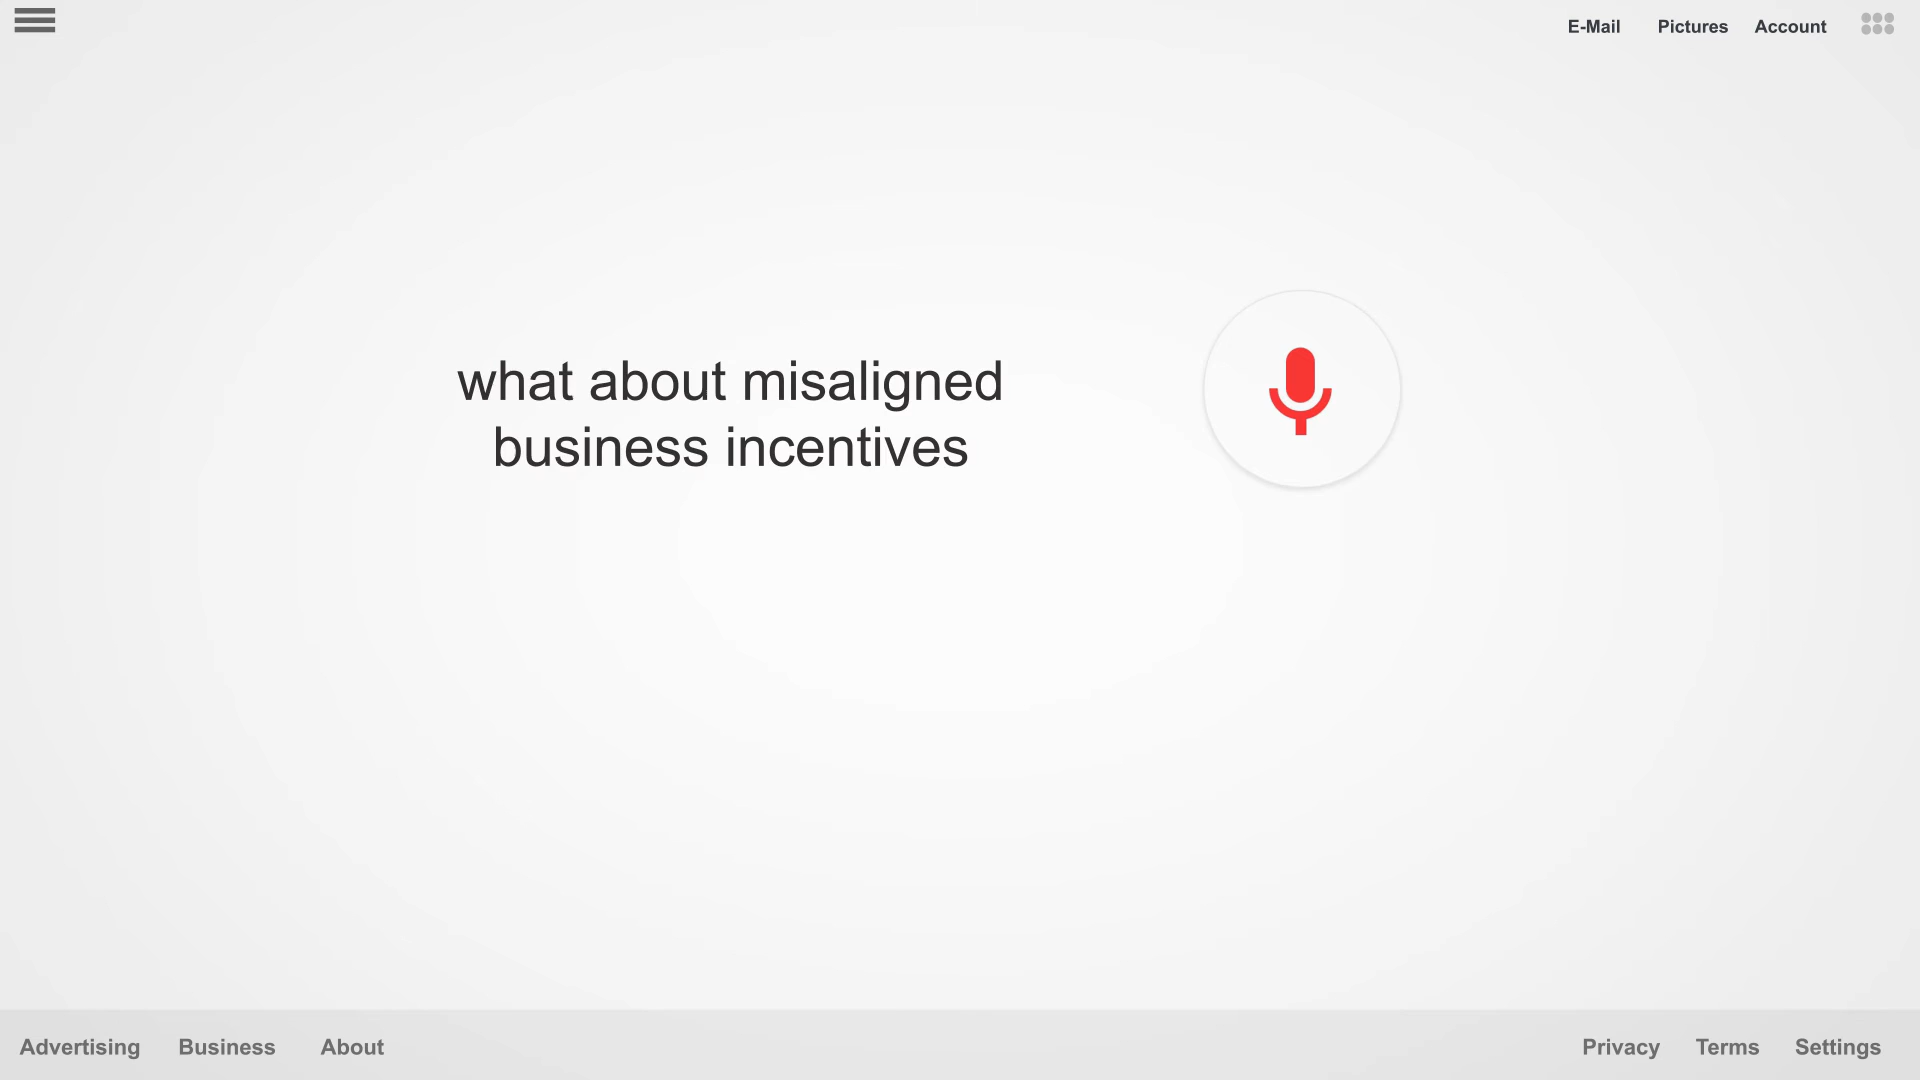 E-Mail Pictures Account
what about misaligned
business incentives
Advertising Business About Privacy Terms Settings